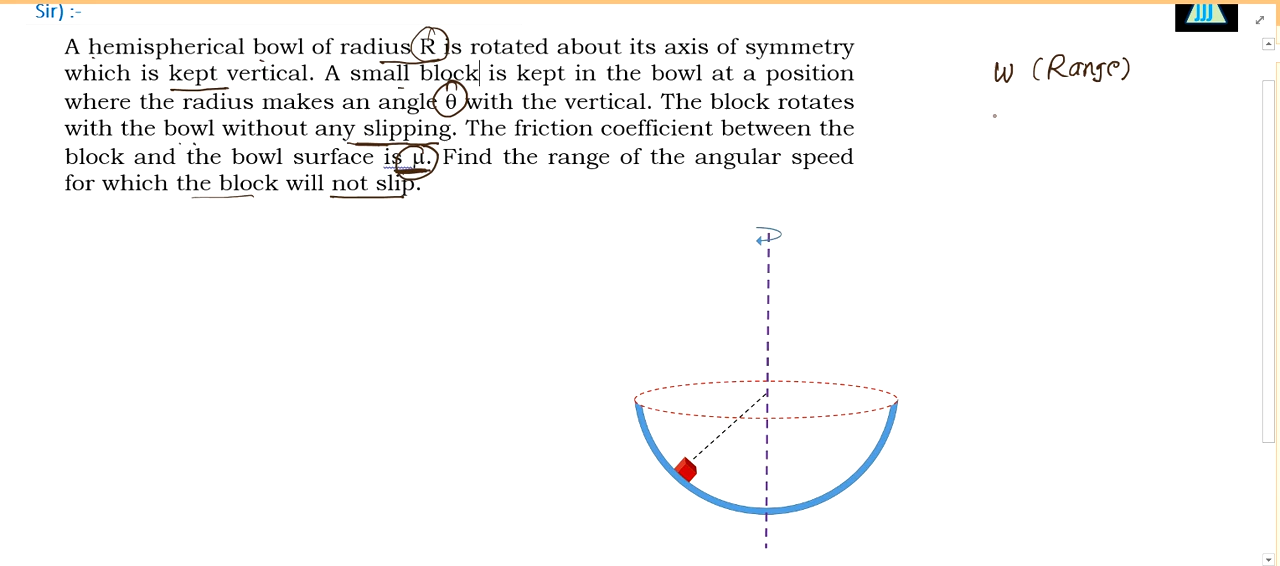 Sir) :-
A hemispherical bowl of radius R is rotated about its axis of symmetry
which is kept vertical. A small block is kept in the bowl at a position
where the radius makes an angle θ with the vertical. The block rotates
with the bowl without any slipping. The friction coefficient between the
block and the bowl surface is μ. Find the range of the angular speed
for which the block will not slip.
w (Range)